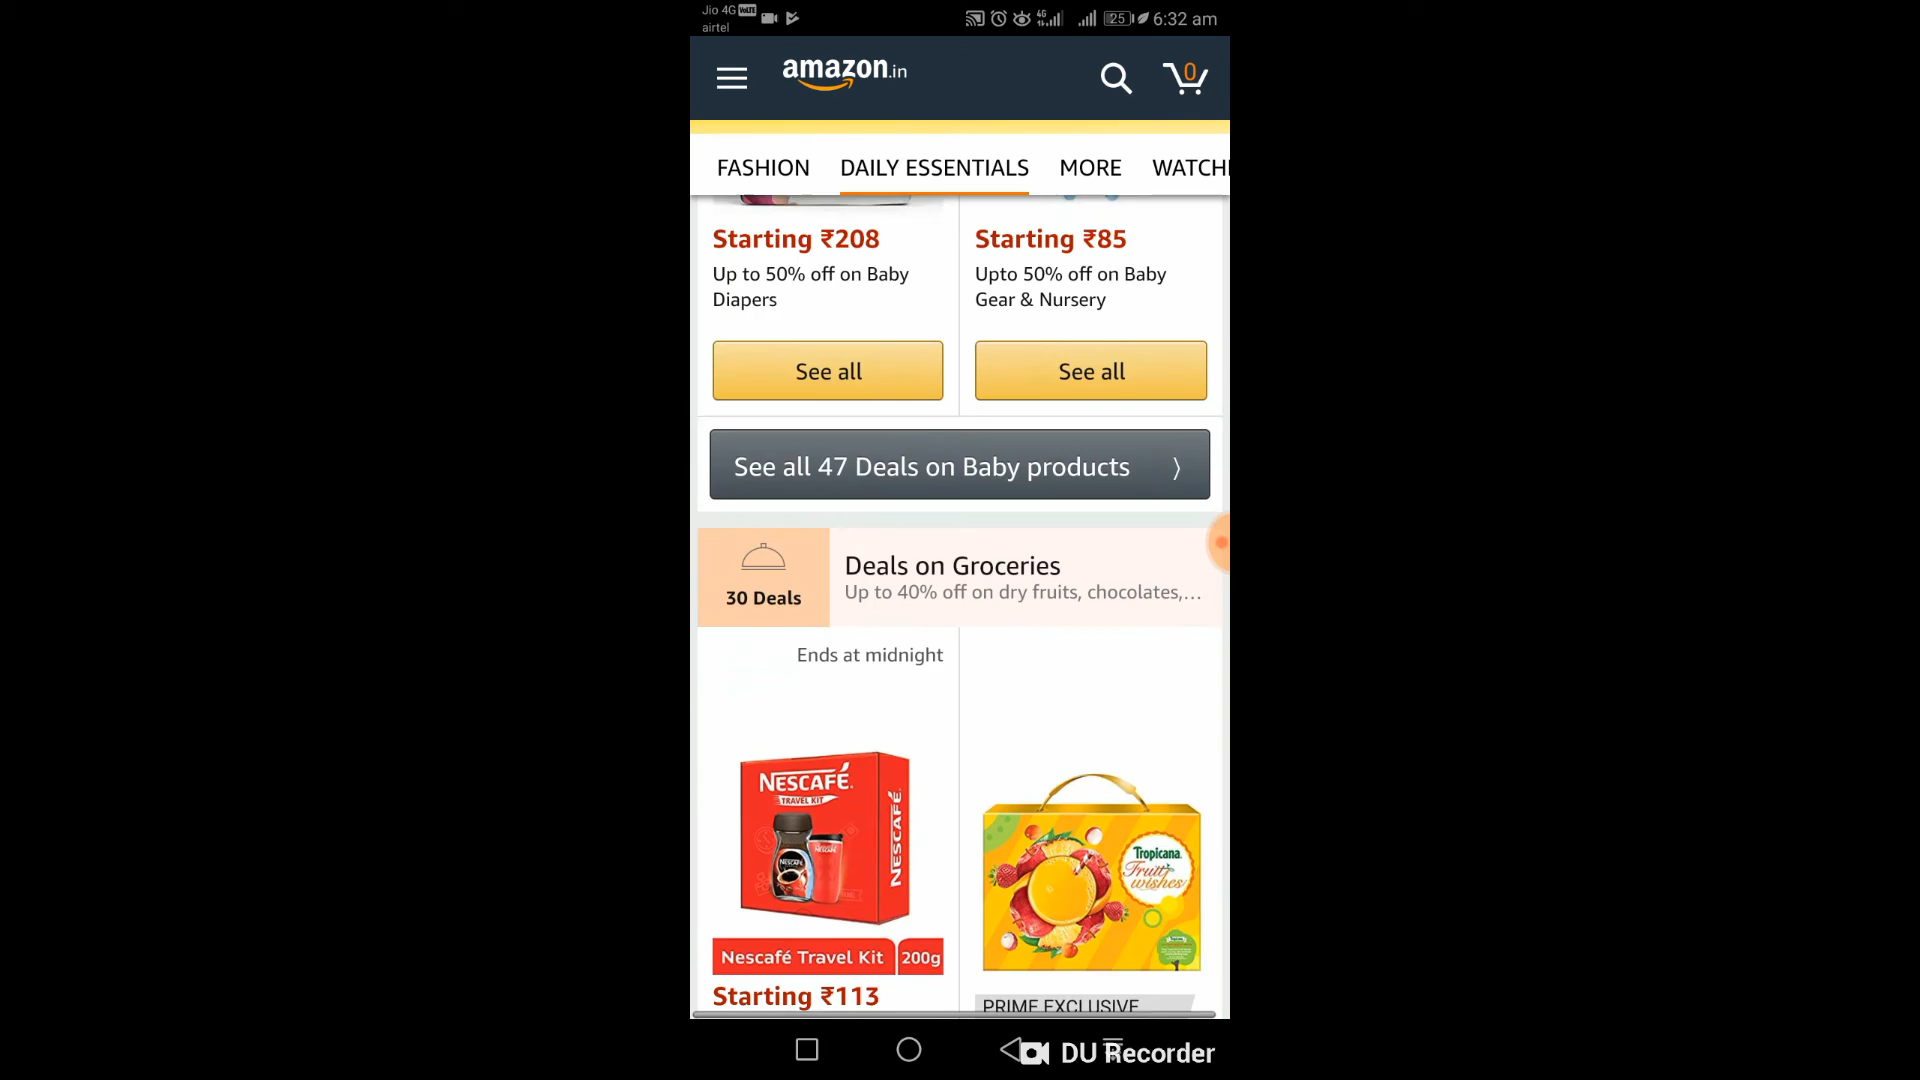 Jio 4G VoLTE
airtel
4G
25
6:32 am
amazon.in
0
FASHION DAILY ESSENTIALS MORE WATCH
Starting ₹208
Up to 50% off on Baby
Diapers
See all
Starting ₹85
Upto 50% off on Baby
Gear & Nursery
See all
See all 47 Deals on Baby products
30 Deals
Deals on Groceries
Up to 40% off on dry fruits, chocolates,...
Ends at midnight
NESCAFÉ
TRAVEL KIT
NESCAFÉ
NESCAFÉ
NESCAFÉ
Nescafé Travel Kit 200g
Starting ₹113
Tropicana
Fruit
wishes
PRIME EXCLUSIVE
DU Recorder